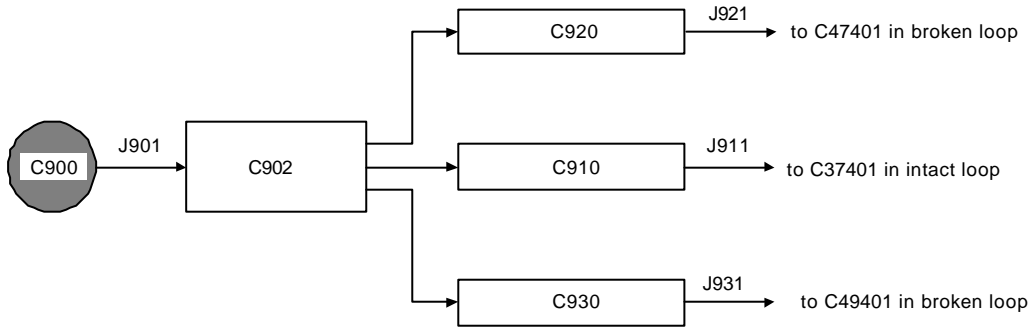 C920
J921
to C47401 in broken loop
C900
J901
C902
C910
J911
to C37401 in intact loop
C930
J931
to C49401 in broken loop